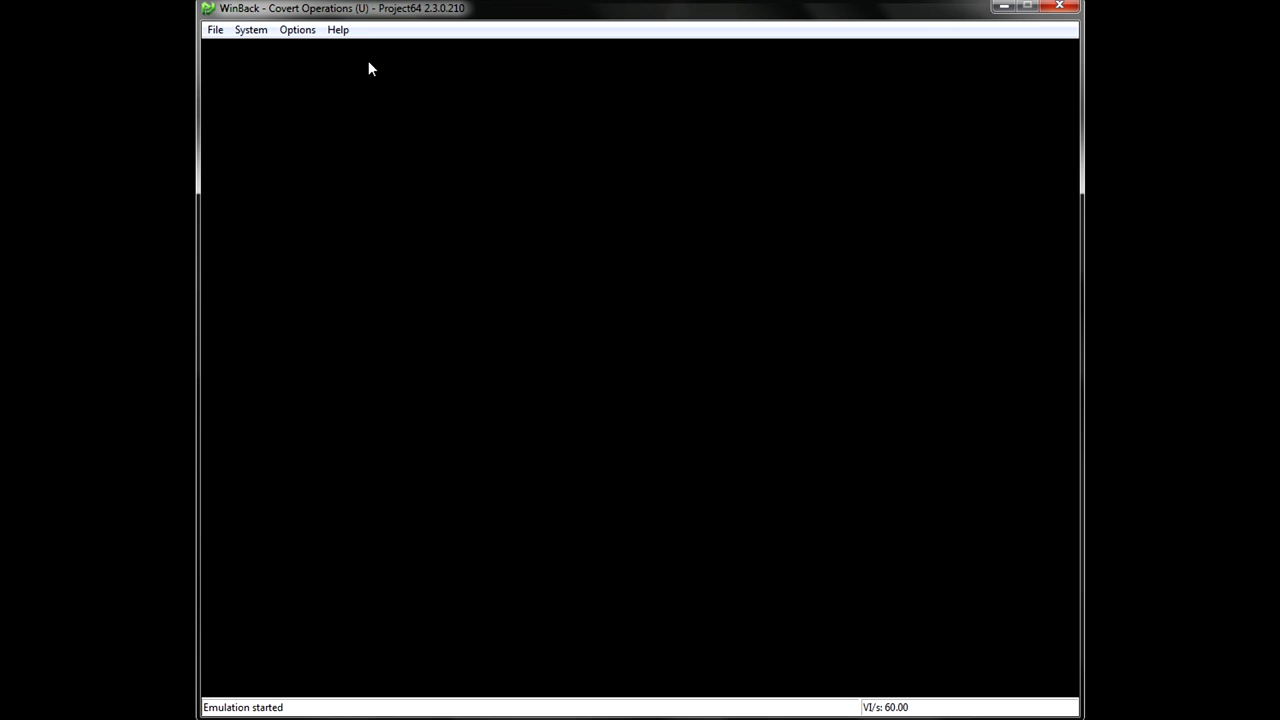 WinBack - Covert Operations (U) - Project64 2.3.0.210
File System Options Help
Emulation started VI/s: 60.00